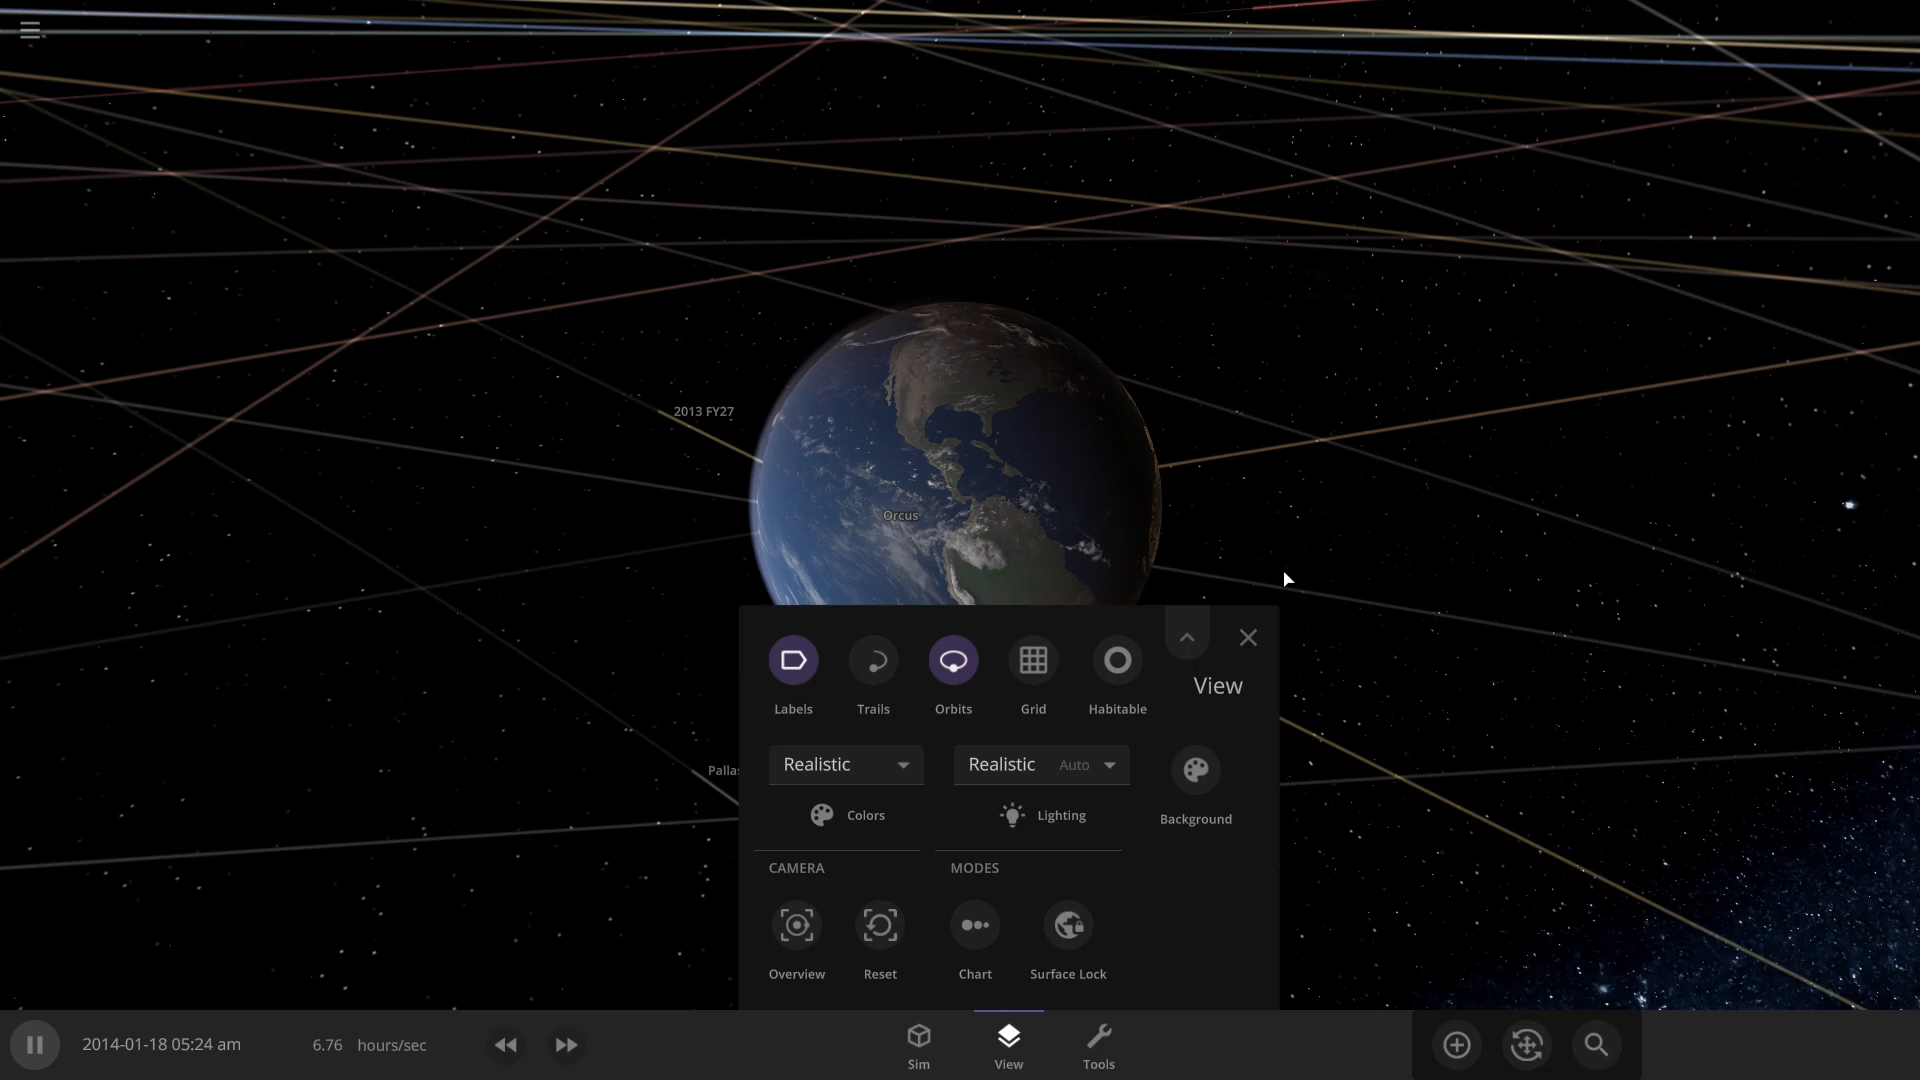 2013 FY27
Orcus
Labels
Trails
Orbits
Grid
Habitable
View
Pallas
Realistic
Realistic Auto
Colors
Lighting
Background
CAMERA
MODES
Overview
Reset
Chart
Surface Lock
2014-01-18 05:24 am
6.76 hours/sec
Sim
View
Tools